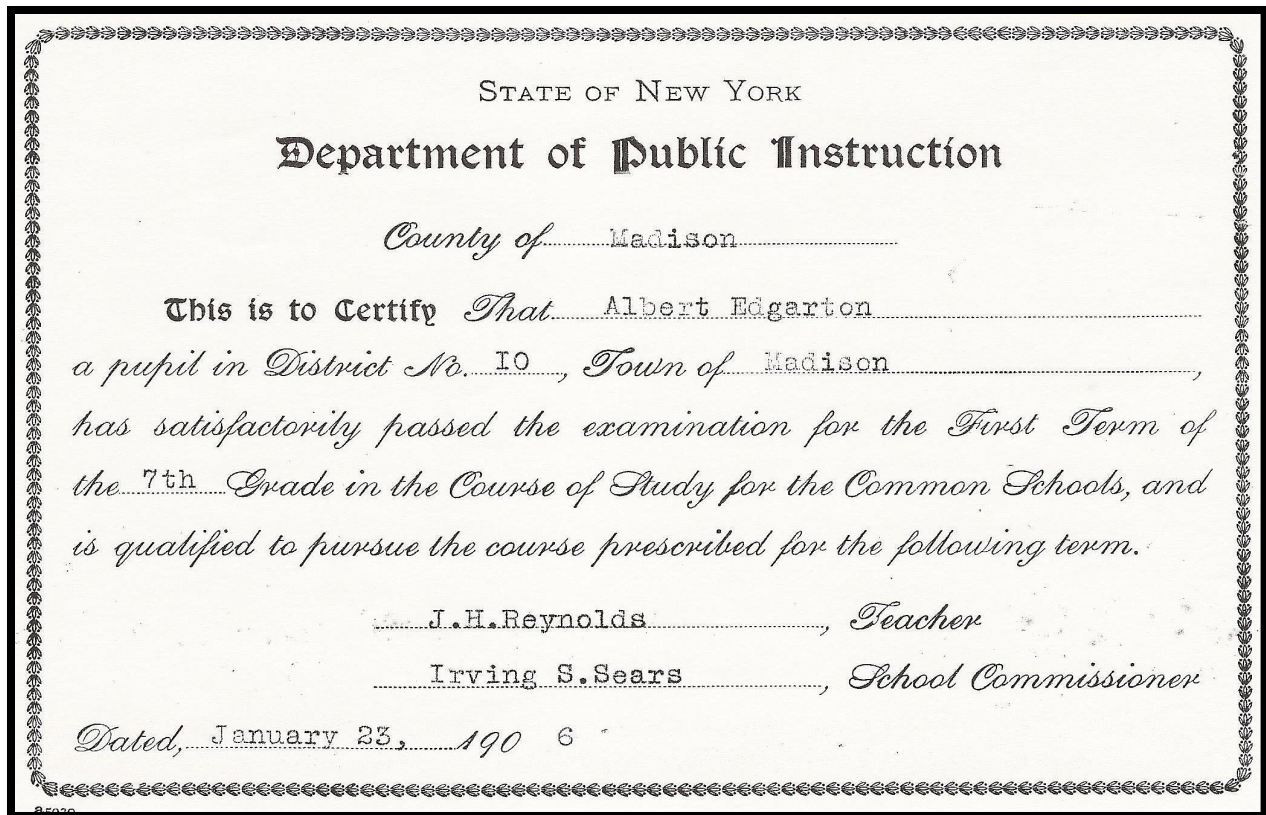 STATE OF NEW YORK
Department of Public Instruction
County of Madison
This is to Certify That Albert Edgarton
a pupil in District No. IO, Town of Madison,
has satisfactorily passed the examination for the First Term of
the 7th Grade in the Course of Study for the Common Schools, and
is qualified to pursue the course prescribed for the following term.
J.H.Reynolds, Teacher
Irving S.Sears, School Commissioner
Dated, January 23, 190 6